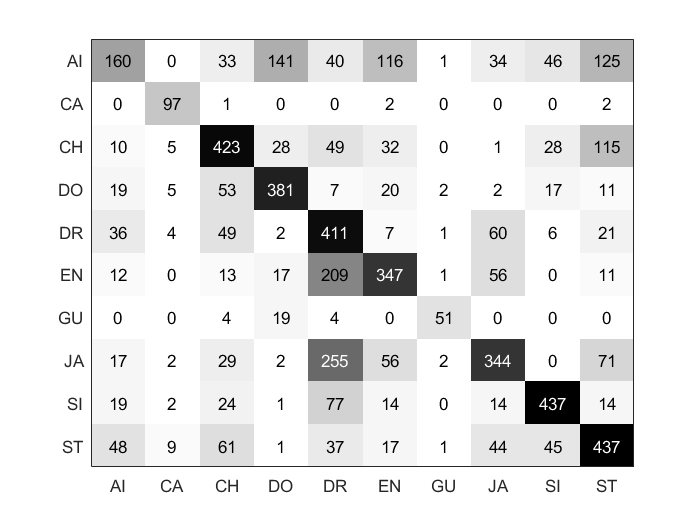 AI 160 0 33 141 40 116 1 34 46 125
CA 0 97 1 0 0 2 0 0 0 2
CH 10 5 423 28 49 32 0 1 28 115
DO 19 5 53 381 7 20 2 2 17 11
DR 36 4 49 2 411 7 1 60 6 21
EN 12 0 13 17 209 347 1 56 0 11
GU 0 0 4 19 4 0 51 0 0 0
JA 17 2 29 2 255 56 2 344 0 71
SI 19 2 24 1 77 14 0 14 437 14
ST 48 9 61 1 37 17 1 44 45 437
AI CA CH DO DR EN GU JA SI ST